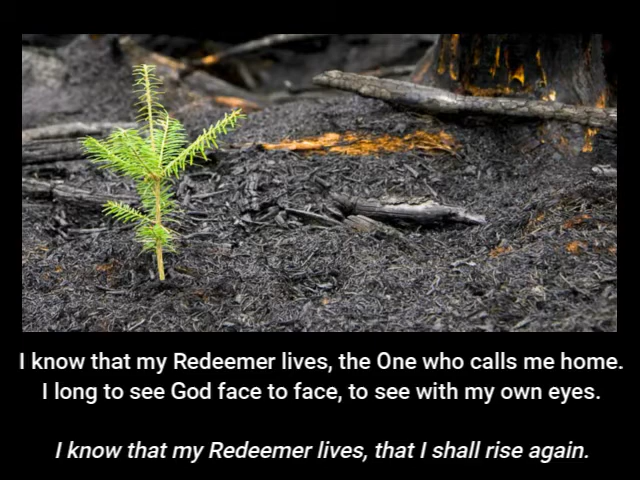 I know that my Redeemer lives, the One who calls me home.
I long to see God face to face, to see with my own eyes.
I know that my Redeemer lives, that I shall rise again.